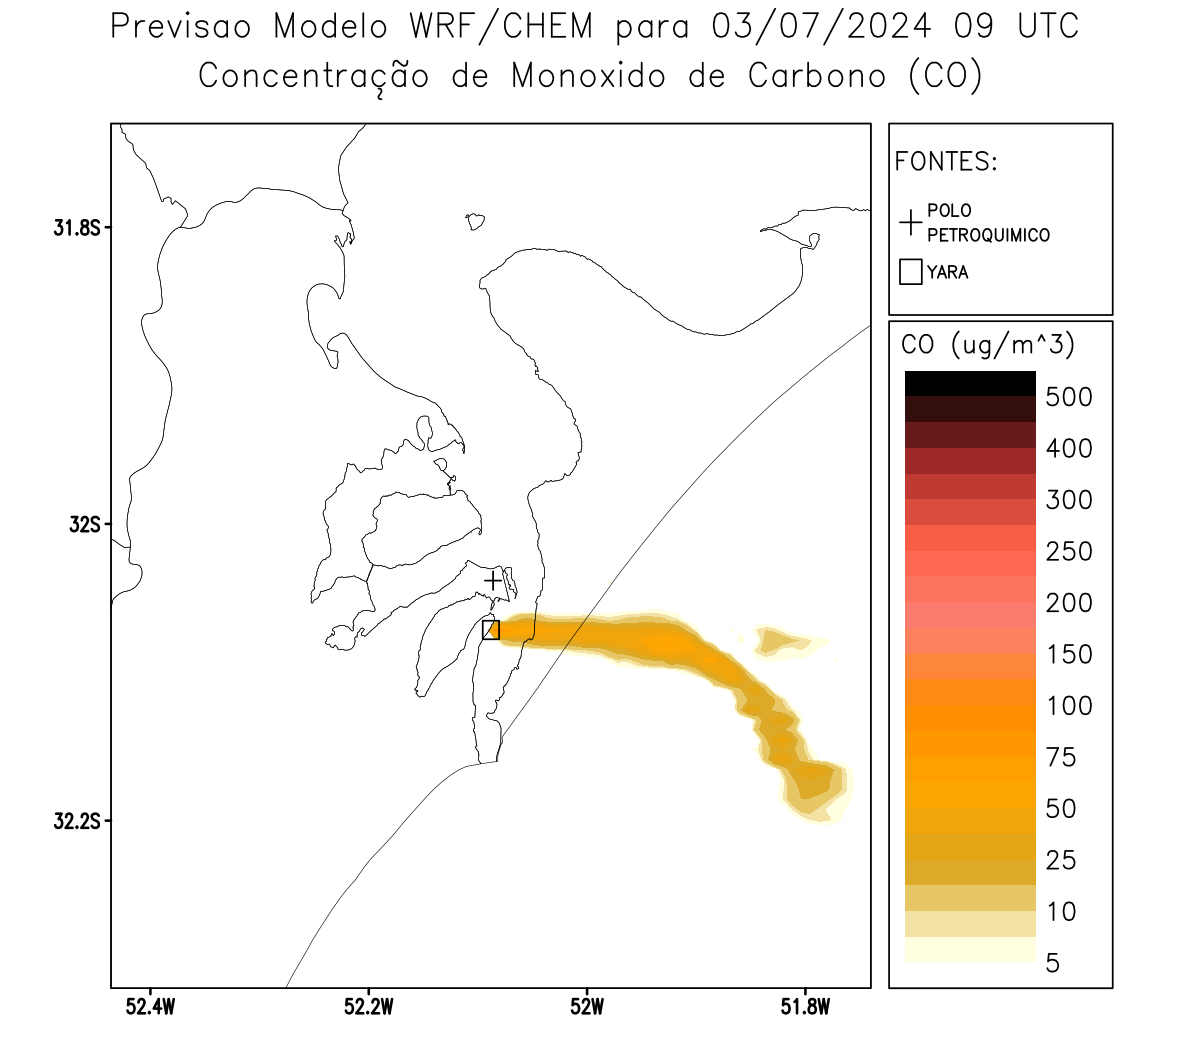 Previsao Modelo WRF/CHEM para 03/07/2024 09 UTC
Concentração de Monoxido de Carbono (CO)
FONTES:
POLO
PETROQUIMICO
YARA
CO (ug/m^3)
500
400
300
250
200
150
100
75
50
25
10
5
31.8S
32S
32.2S
52.4W
52.2W
52W
51.8W